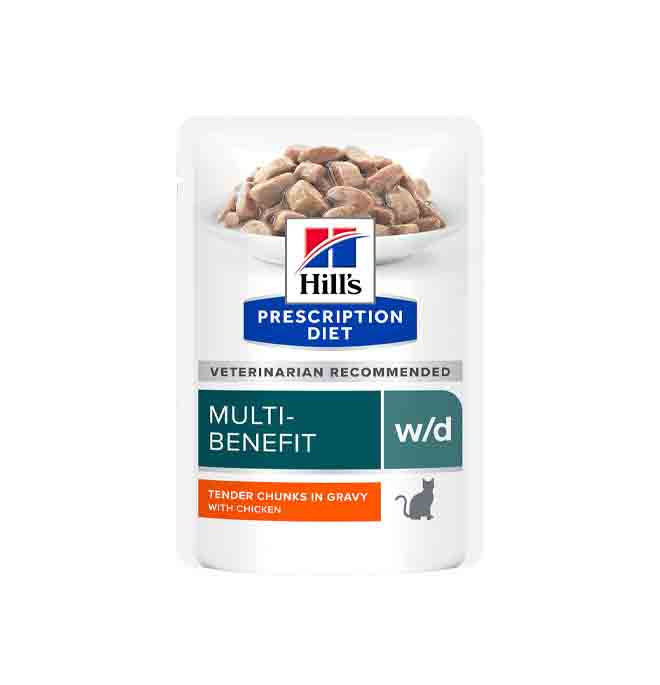 Hill's
PRESCRIPTION
DIET
VETERINARIAN RECOMMENDED
MULTI-
BENEFIT
w/d
TENDER CHUNKS IN GRAVY
WITH CHICKEN